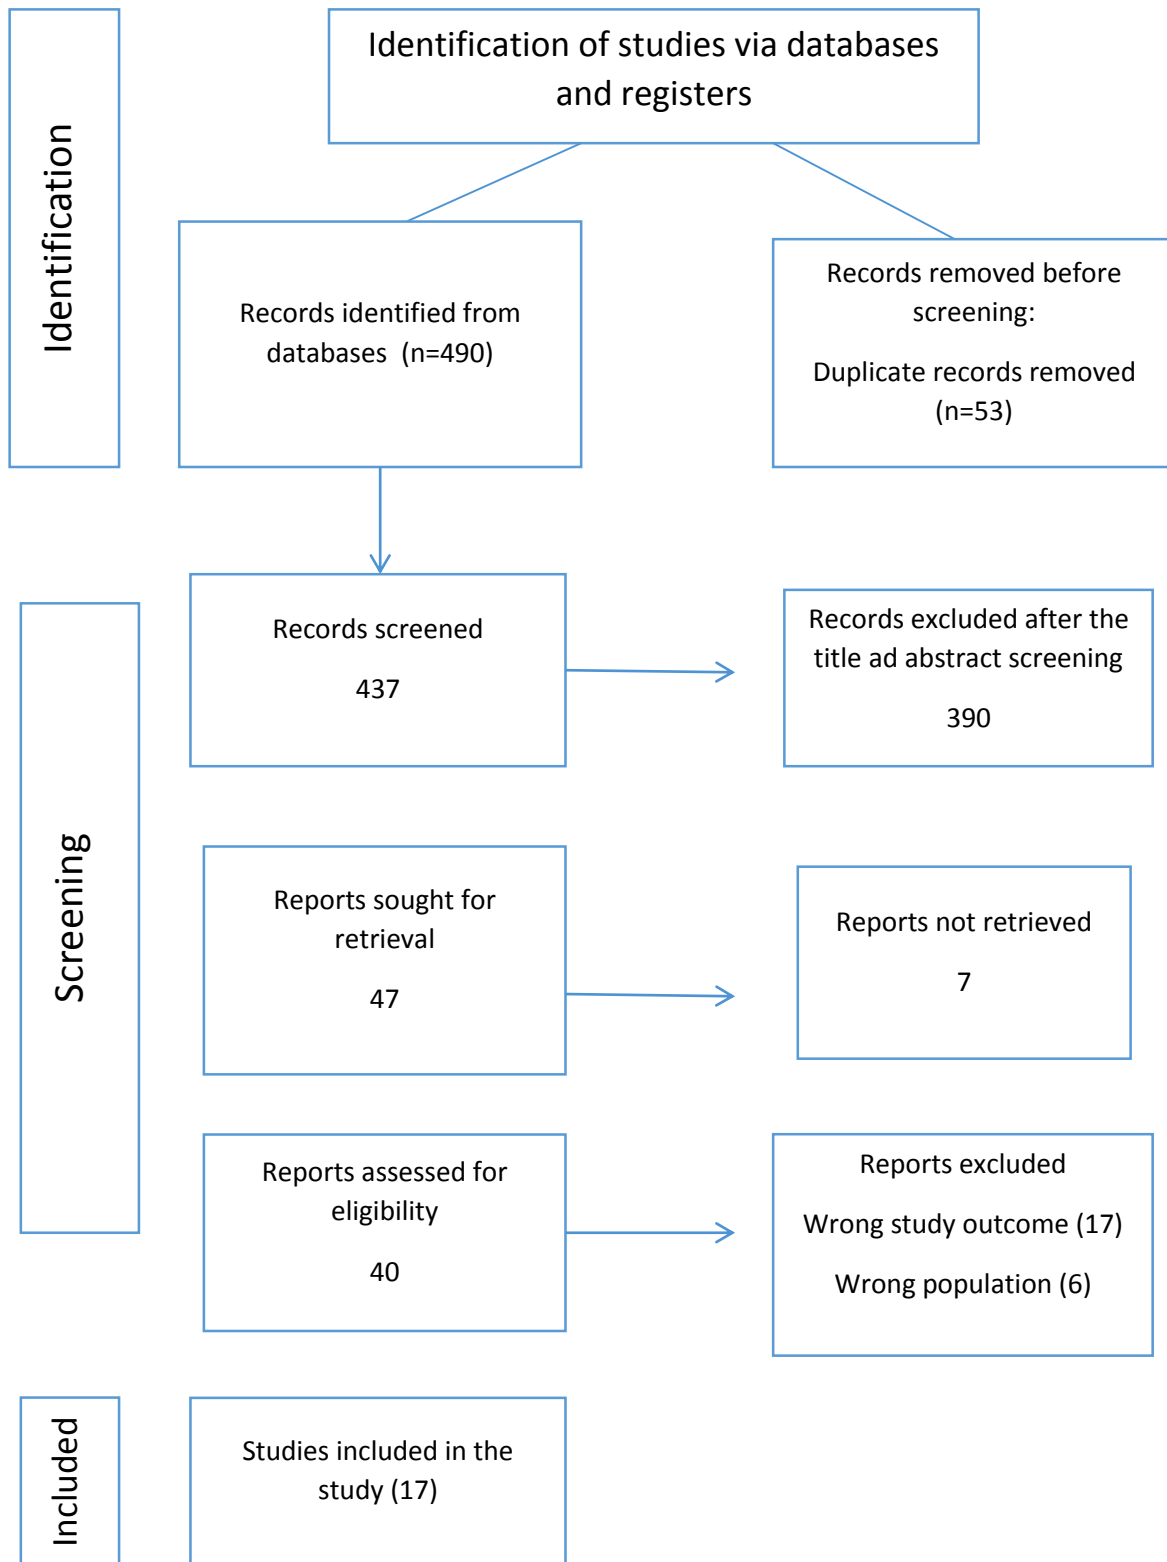 Identification
Identification of studies via databases
and registers
Records identified from
databases (n=490)
Records removed before
screening:
Duplicate records removed
(n=53)
Screening
Records screened
437
Records excluded after the
title ad abstract screening
390
Reports sought for
retrieval
47
Reports not retrieved
7
Reports assessed for
eligibility
40
Reports excluded
Wrong study outcome (17)
Wrong population (6)
Included
Studies included in the
study (17)